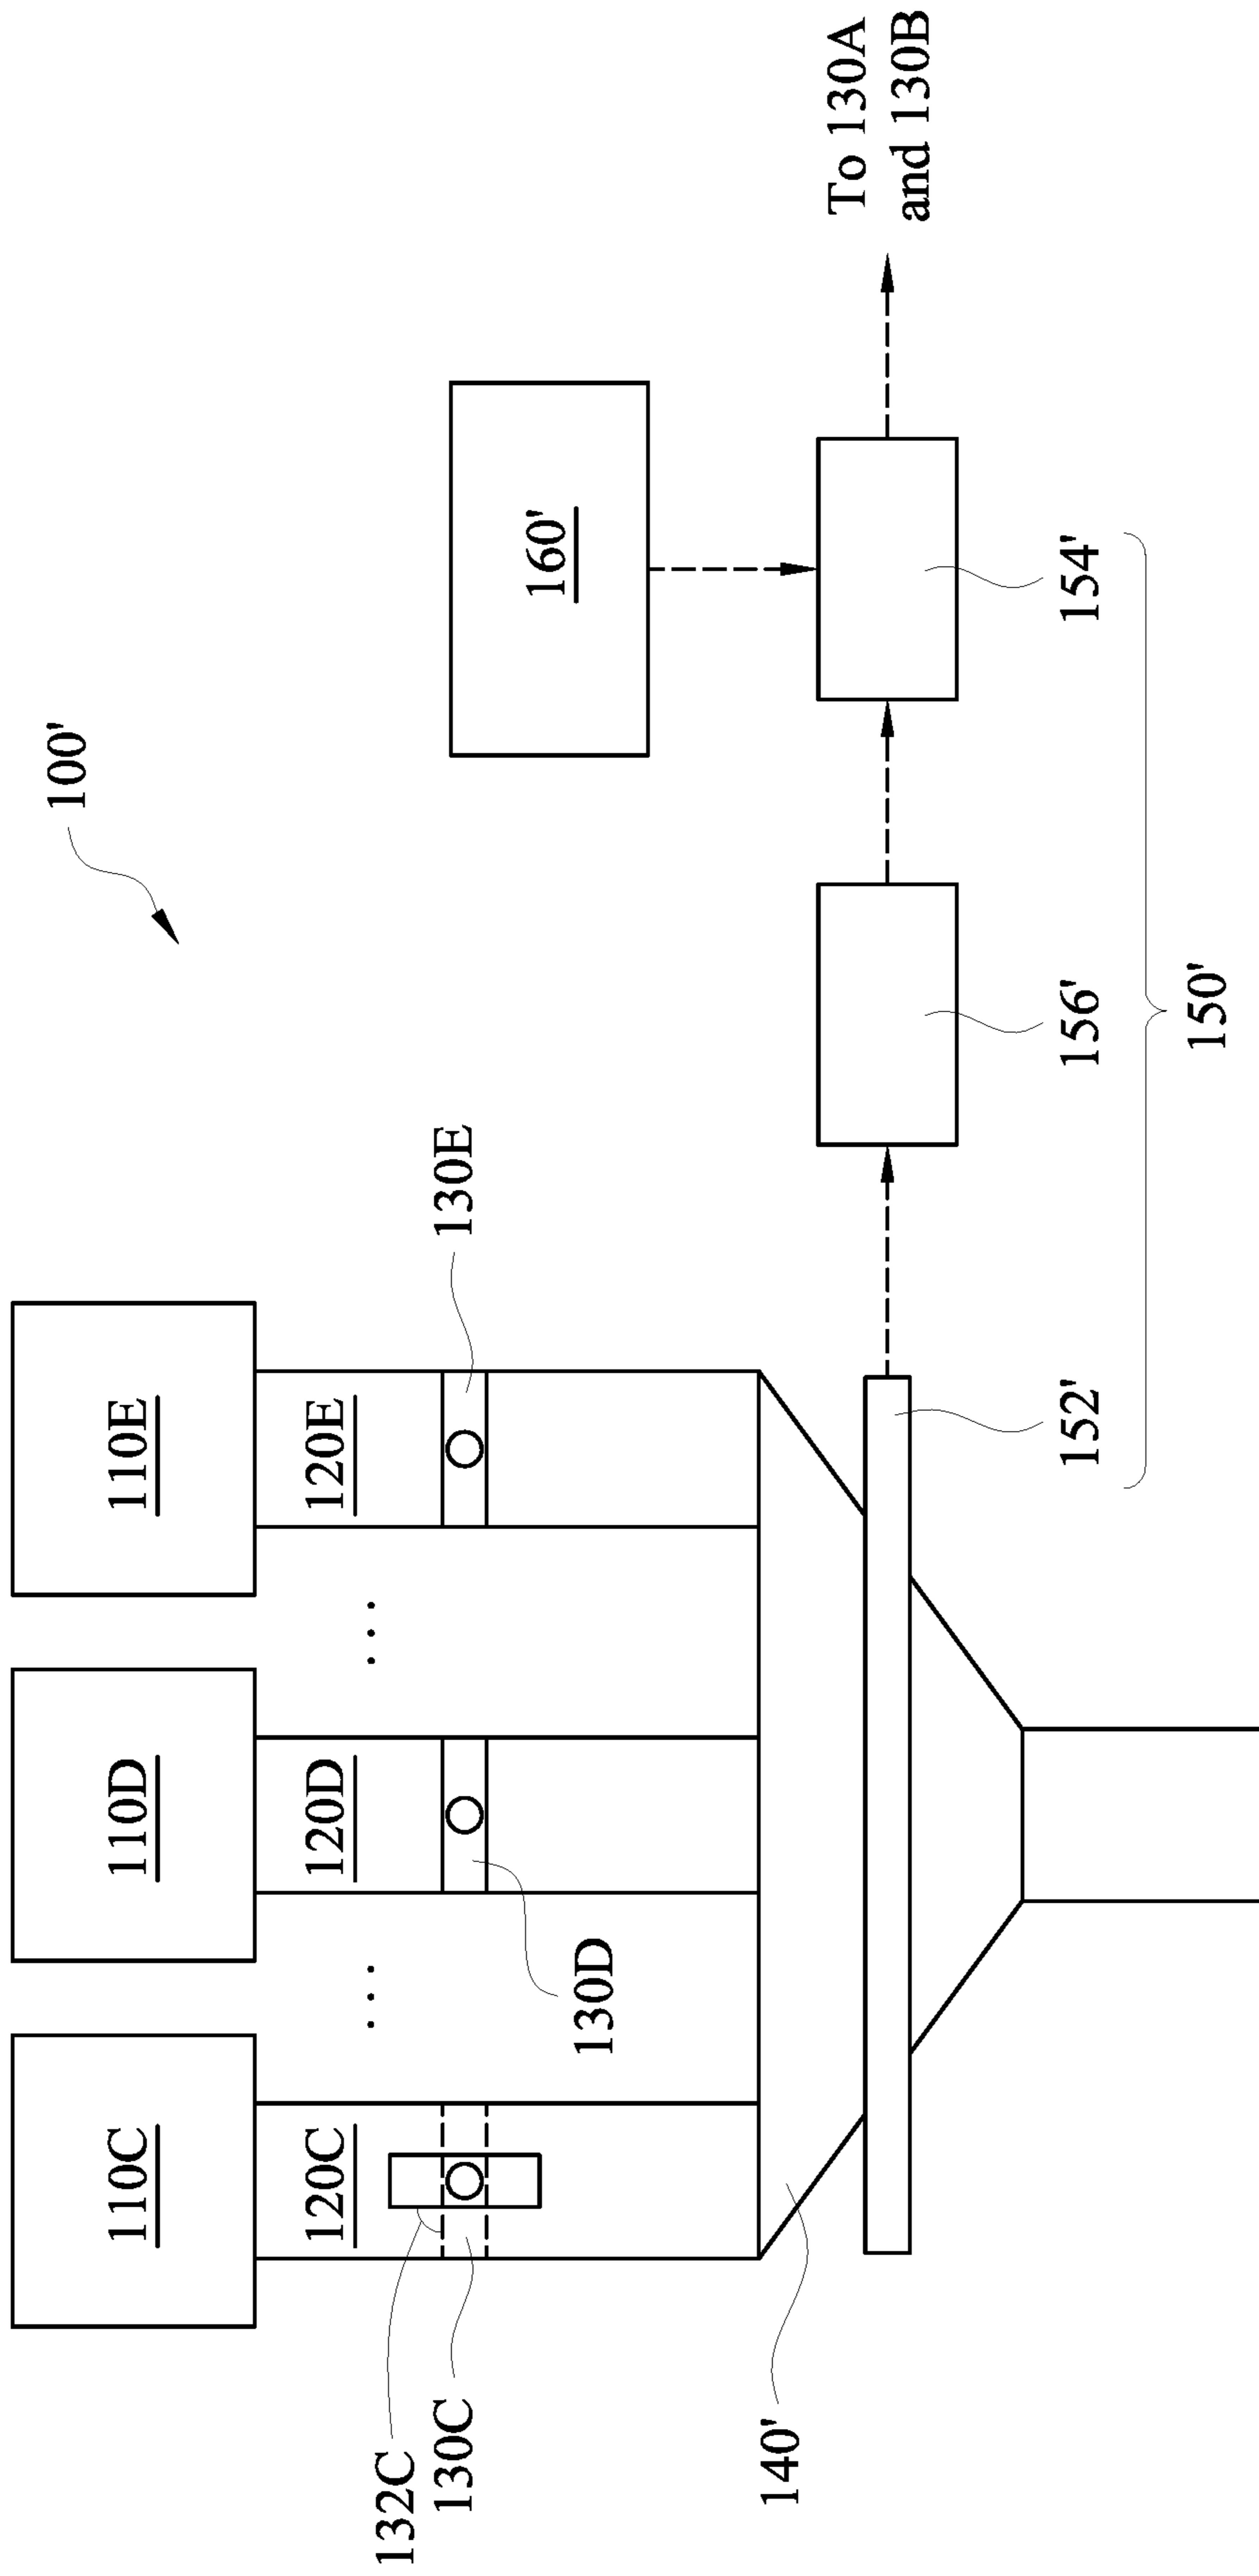 100'
110C
110D
110E
120C
120D
120E
132C
130C
130D
130E
160'
To 130A
and 130B
140'
152'
156'
154'
150'